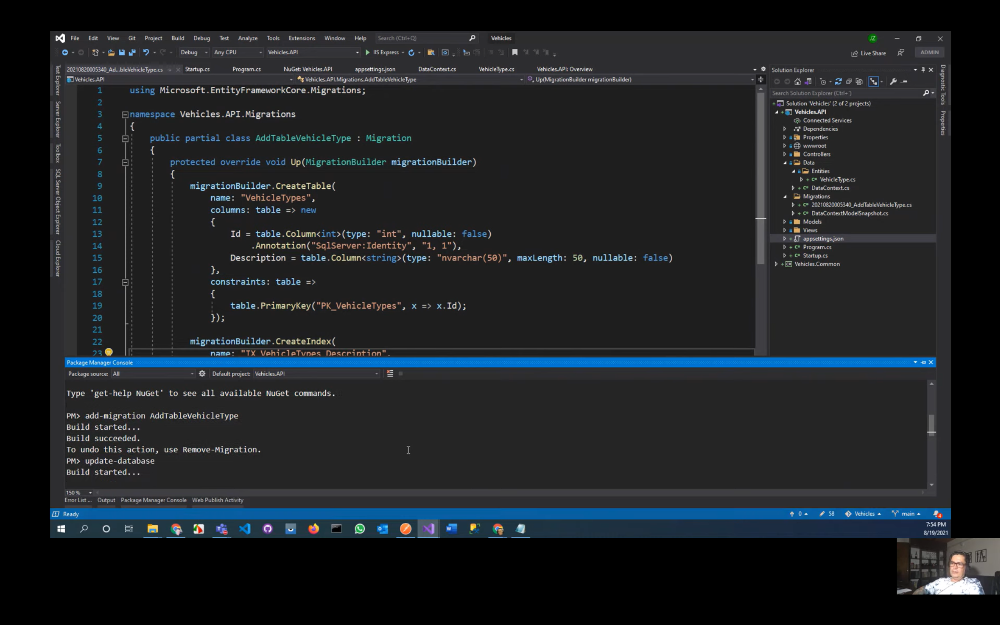 File Edit View Git Project Build Debug Test Analyze Tools Extensions Window Help Search (Ctrl+Q) Vehicles JZ
Debug Any CPU Vehicles.API IIS Express Live Share ADMIN
20210820005340_Ad...bleVehicleType.cs Startup.cs Program.cs NuGet: Vehicles.API appsettings.json DataContext.cs VehicleType.cs Vehicles.API: Overview
Vehicles.API Vehicles.API.Migrations.AddTableVehicleType Up(MigrationBuilder migrationBuilder)
Test Explorer
Server Explorer
Toolbox
SQL Server Object Explorer
Cloud Explorer
1 using Microsoft.EntityFrameworkCore.Migrations;
2
3 namespace Vehicles.API.Migrations
4 {
5 public partial class AddTableVehicleType : Migration
6 {
7 protected override void Up(MigrationBuilder migrationBuilder)
8 {
9 migrationBuilder.CreateTable(
10 name: "VehicleTypes",
11 columns: table => new
12 {
13 Id = table.Column<int>(type: "int", nullable: false)
14 .Annotation("SqlServer:Identity", "1, 1"),
15 Description = table.Column<string>(type: "nvarchar(50)", maxLength: 50, nullable: false)
16 },
17 constraints: table =>
18 {
19 table.PrimaryKey("PK_VehicleTypes", x => x.Id);
20 });
21
22 migrationBuilder.CreateIndex(
23 name: "IX_VehicleTypes_Description",
Solution Explorer
Search Solution Explorer (Ctrl+´)
Solution 'Vehicles' (2 of 2 projects)
Vehicles.API
Connected Services
Dependencies
Properties
wwwroot
Controllers
Data
Entities
VehicleType.cs
DataContext.cs
Migrations
20210820005340_AddTableVehicleType.cs
DataContextModelSnapshot.cs
Models
Views
appsettings.json
Program.cs
Startup.cs
Vehicles.Common
Diagnostic Tools
Properties
Package Manager Console
Package source: All Default project: Vehicles.API
Type 'get-help NuGet' to see all available NuGet commands.
PM> add-migration AddTableVehicleType
Build started...
Build succeeded.
To undo this action, use Remove-Migration.
PM> update-database
Build started...
150 %
Error List ... Output Package Manager Console Web Publish Activity
Ready 0 58 Vehicles main 4
7:54 PM
8/19/2021